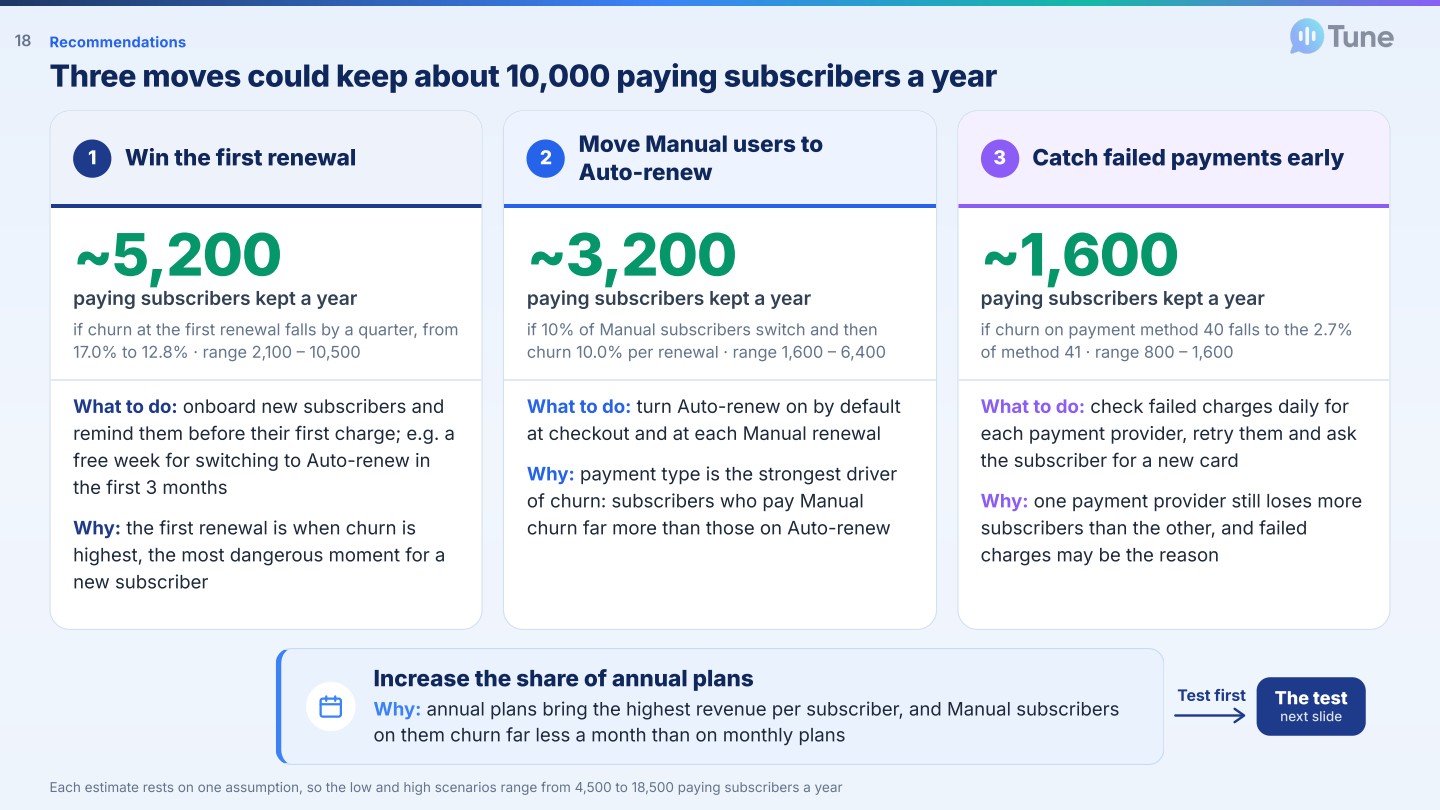 18
Recommendations
Tune
Three moves could keep about 10,000 paying subscribers a year
1
Win the first renewal
~5,200
paying subscribers kept a year
if churn at the first renewal falls by a quarter, from
17.0% to 12.8% · range 2,100 – 10,500
What to do: onboard new subscribers and
remind them before their first charge; e.g. a
free week for switching to Auto-renew in
the first 3 months
Why: the first renewal is when churn is
highest, the most dangerous moment for a
new subscriber
2
Move Manual users to
Auto-renew
~3,200
paying subscribers kept a year
if 10% of Manual subscribers switch and then
churn 10.0% per renewal · range 1,600 – 6,400
What to do: turn Auto-renew on by default
at checkout and at each Manual renewal
Why: payment type is the strongest driver
of churn: subscribers who pay Manual
churn far more than those on Auto-renew
3
Catch failed payments early
~1,600
paying subscribers kept a year
if churn on payment method 40 falls to the 2.7%
of method 41 · range 800 – 1,600
What to do: check failed charges daily for
each payment provider, retry them and ask
the subscriber for a new card
Why: one payment provider still loses more
subscribers than the other, and failed
charges may be the reason
Increase the share of annual plans
Why: annual plans bring the highest revenue per subscriber, and Manual subscribers
on them churn far less a month than on monthly plans
Test first
The test
next slide
Each estimate rests on one assumption, so the low and high scenarios range from 4,500 to 18,500 paying subscribers a year